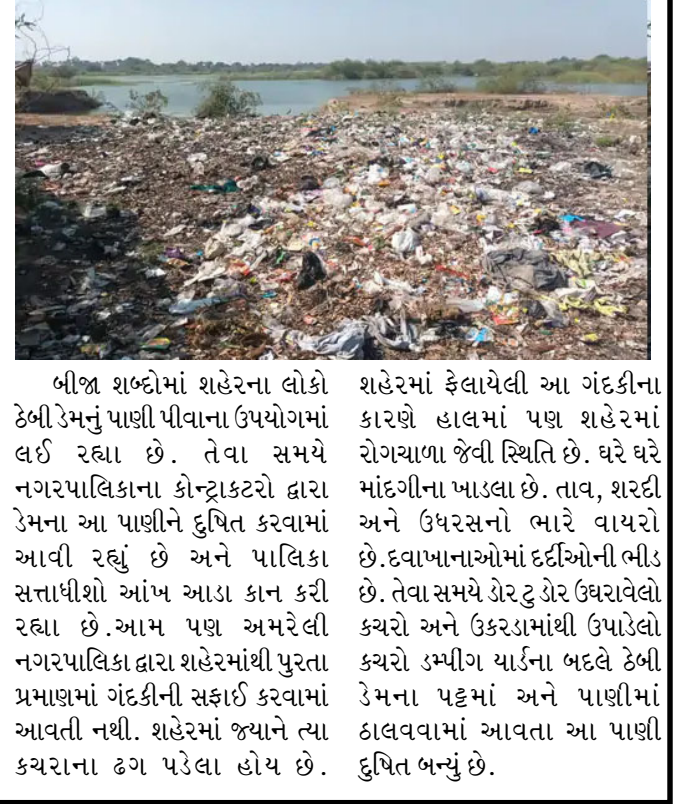 બીજા શબ્દોમાં શહેરના લોકો
ઠેબી ડેમનું પાણી પીવાના ઉપયોગમાં
લઈ રહ્યા છે. તેવા સમયે
નગરપાલિકાના કોન્ટ્રાકટરો દ્વારા
ડેમના આ પાણીને દુષિત કરવામાં
આવી રહ્યું છે અને પાલિકા
સત્તાધીશો આંખ આડા કાન કરી
રહ્યા છે.આમ પણ અમરેલી
નગરપાલિકા દ્વારા શહેરમાંથી પુરતા
પ્રમાણમાં ગંદકીની સફાઈ કરવામાં
આવતી નથી. શહેરમાં જ્યાને ત્યા
કચરાના ઢગ પડેલા હોય છે.
શહેરમાં ફેલાયેલી આ ગંદકીના
કારણે હાલમાં પણ શહેરમાં
રોગચાળા જેવી સ્થિતિ છે. ઘરે ઘરે
માંદગીના ખાડલા છે. તાવ, શરદી
અને ઉધરસનો ભારે વાયરો
છે.દવાખાનાઓમાં દર્દીઓની ભીડ
છે. તેવા સમયે ડોર ટુ ડોર ઉઘરાવેલો
કચરો અને ઉકરડામાંથી ઉપાડેલો
કચરો ડમ્પીંગ યાર્ડના બદલે ઠેબી
ડેમના પટ્ટમાં અને પાણીમાં
ઠાલવવામાં આવતા આ પાણી
દુષિત બન્યું છે.